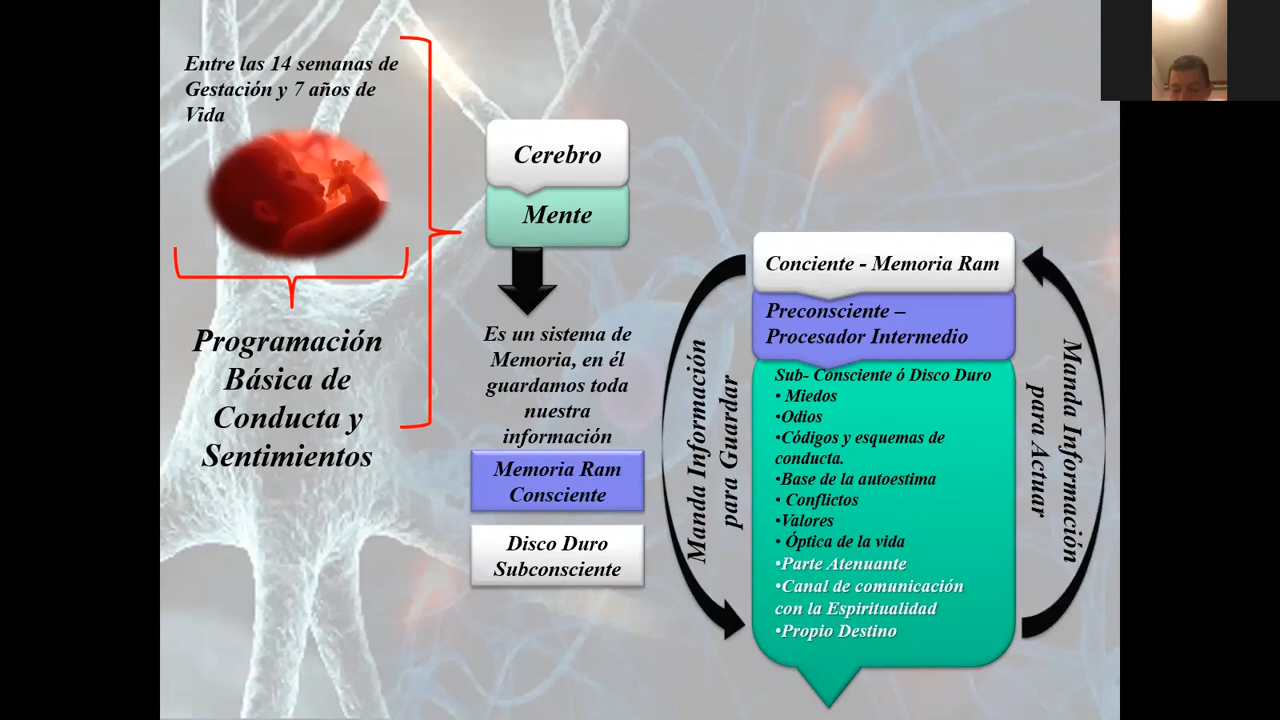 Entre las 14 semanas de
Gestación y 7 años de
Vida
Programación
Básica de
Conducta y
Sentimientos
Cerebro
Mente
Es un sistema de
Memoria, en él
guardamos toda
nuestra
información
Memoria Ram
Consciente
Disco Duro
Subconsciente
Manda Información
para Guardar
Conciente - Memoria Ram
Preconsciente –
Procesador Intermedio
Sub- Consciente ó Disco Duro
• Miedos
•Odios
•Códigos y esquemas de
conducta.
•Base de la autoestima
• Conflictos
•Valores
• Óptica de la vida
•Parte Atenuante
•Canal de comunicación
con la Espiritualidad
•Propio Destino
Manda Información
para Actuar